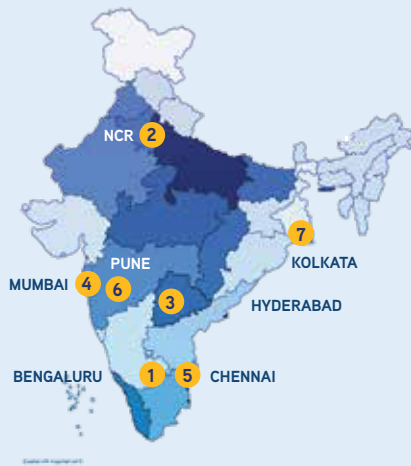 NCR 2
7
KOLKATA
PUNE
MUMBAI 4
6
3
HYDERABAD
BENGALURU 1 5 CHENNAI